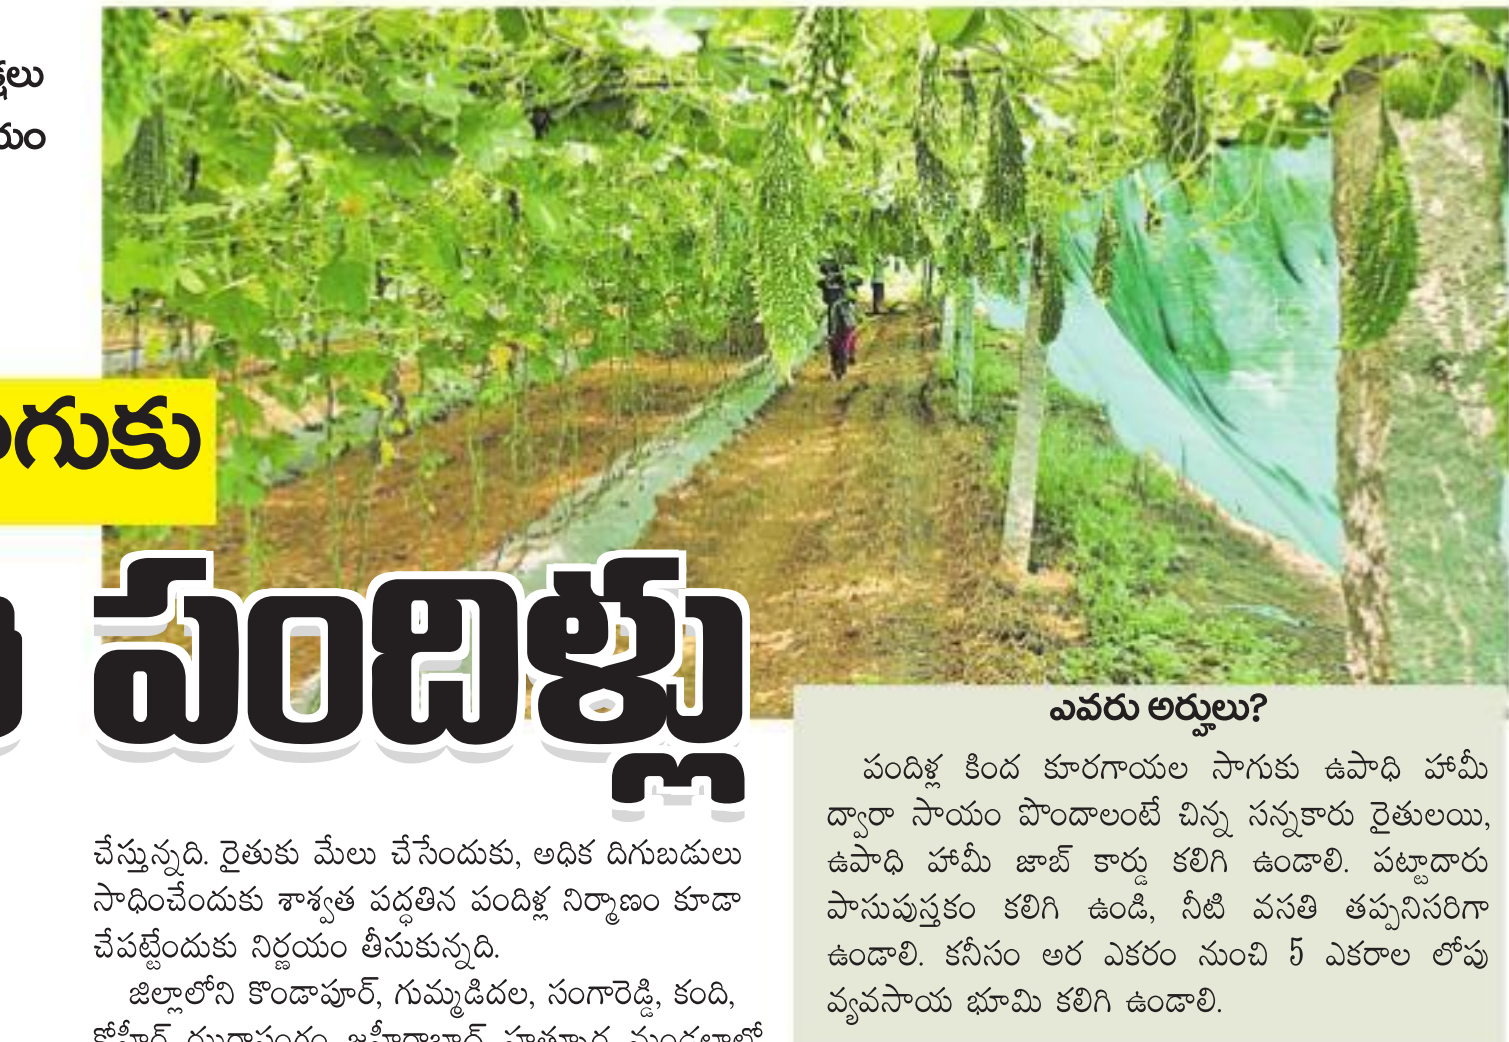 పందిళ్లు
చేస్తున్నది. రైతుకు మేలు చేసేందుకు, అధిక దిగుబడులు
సాధించేందుకు శాశ్వత పద్ధతిన పందిళ్ల నిర్మాణం కూడా
చేపట్టేందుకు నిర్ణయం తీసుకున్నది.
జిల్లాలోని కొండాపూర్, గుమ్మడిదల, సంగారెడ్డి, కంది,
ఎవరు అర్హులు?
పందిళ్ల కింద కూరగాయల సాగుకు ఉపాధి హామీ
ద్వారా సాయం పొందాలంటే చిన్న సన్నకారు రైతులయి,
ఉపాధి హామీ జాబ్ కార్డు కలిగి ఉండాలి. పట్టాదారు
పాసుపుస్తకం కలిగి ఉండి, నీటి వసతి తప్పనిసరిగా
ఉండాలి. కనీసం అర ఎకరం నుంచి 5 ఎకరాల లోపు
వ్యవసాయ భూమి కలిగి ఉండాలి.